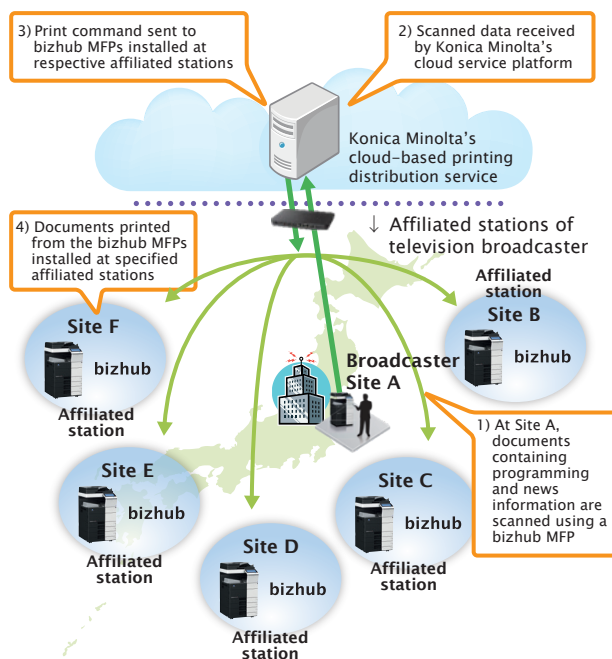 3) Print command sent to
bizhub MFPs installed at
respective affiliated stations
2) Scanned data received
by Konica Minolta's
cloud service platform
Konica Minolta's
cloud-based printing
distribution service
↓ Affiliated stations of
television broadcaster
4) Documents printed
from the bizhub MFPs
installed at specified
affiliated stations
Affiliated
station
Site B
bizhub
Site F
bizhub
Affiliated
station
Broadcaster
Site A
1) At Site A,
documents
containing
programming
and news
information are
scanned using a
bizhub MFP
Site E
bizhub
Affiliated
station
Site C
bizhub
Affiliated
station
Site D
bizhub
Affiliated
station